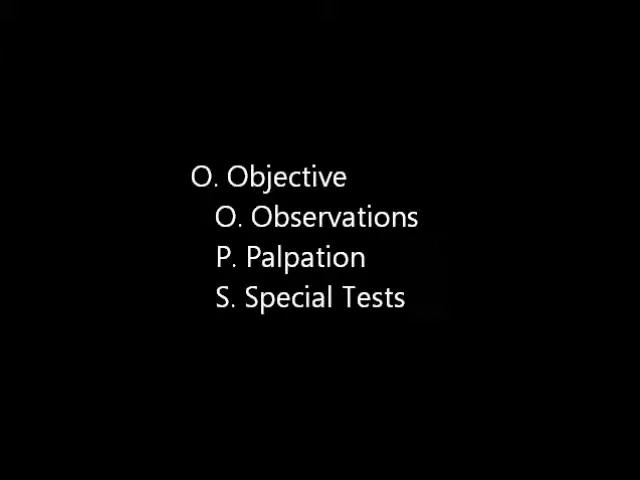 O. Objective
O. Observations
P. Palpation
S. Special Tests